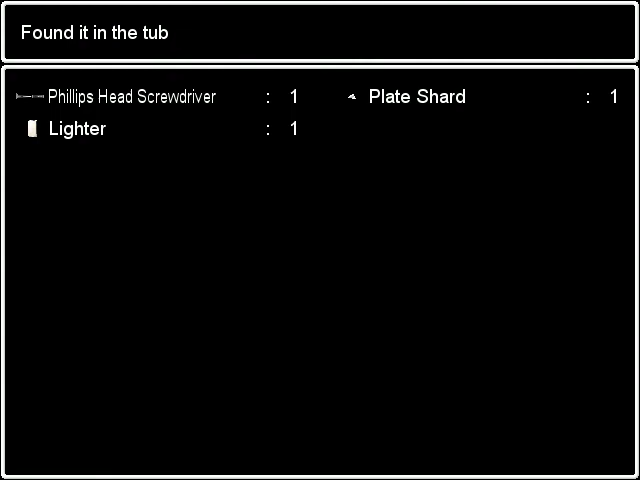 Found it in the tub
Phillips Head Screwdriver : 1 Plate Shard : 1
Lighter : 1